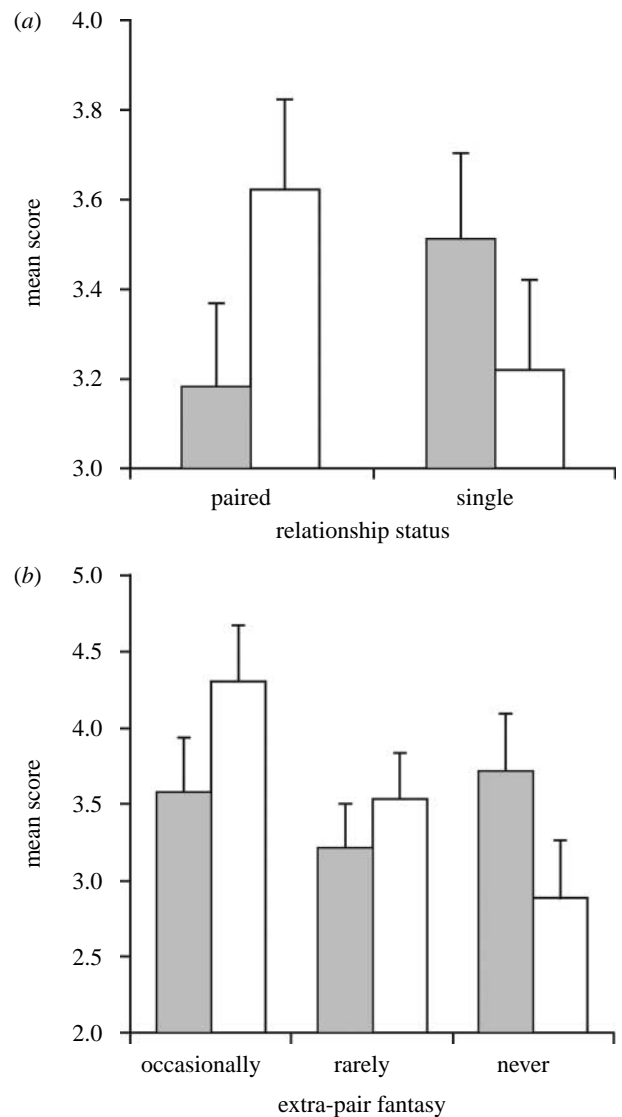 (a)
4.0
3.8
3.6
3.4
3.2
3.0
mean score
paired single
relationship status
(b)
5.0
4.5
4.0
3.5
3.0
2.5
2.0
mean score
occasionally rarely never
extra-pair fantasy